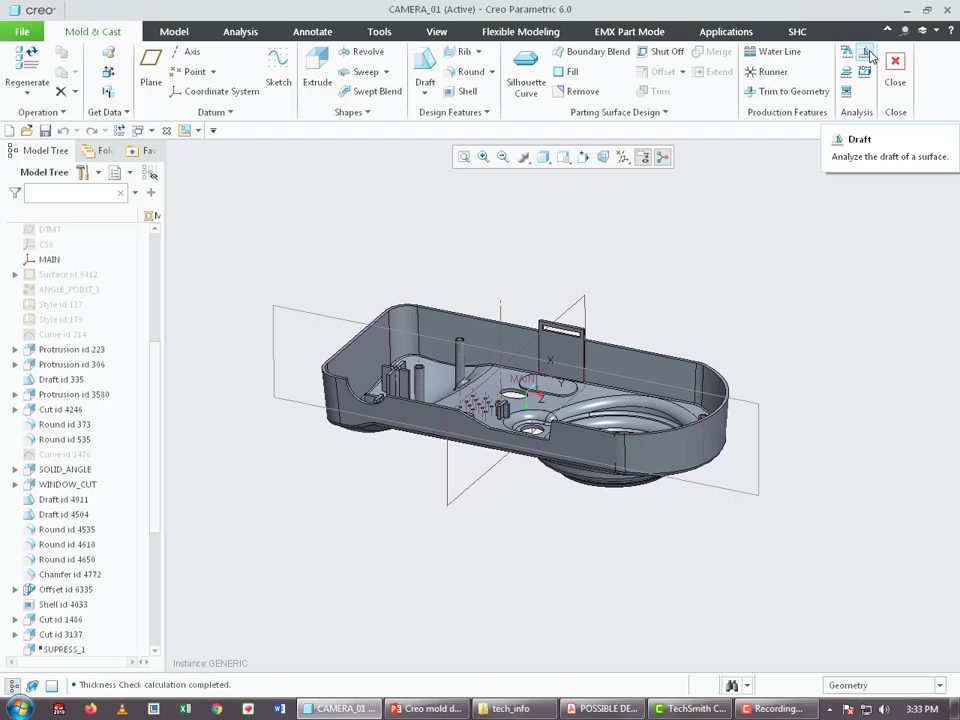 creo
CAMERA_01 (Active) - Creo Parametric 6.0
File
Mold & Cast
Model
Analysis
Annotate
Tools
View
Flexible Modeling
EMX Part Mode
Applications
SHC
Regenerate
Operation
Get Data
Plane
Axis
Point
Coordinate System
Sketch
Datum
Extrude
Revolve
Sweep
Swept Blend
Shapes
Draft
Rib
Round
Shell
Design Features
Silhouette
Curve
Boundary Blend
Fill
Remove
Shut Off
Offset
Trim
Merge
Extend
Parting Surface Design
Water Line
Runner
Trim to Geometry
Production Features
Analysis
Close
Close
Draft
Analyze the draft of a surface.
Model Tree
Fol
Fav
Model Tree
M
DTM7
CS0
MAIN
Surface id 9412
ANGLE_POINT_3
Style id 127
Style id 179
Curve id 214
Protrusion id 223
Protrusion id 306
Draft id 335
Protrusion id 3580
Cut id 4246
Round id 373
Round id 535
Curve id 1476
SOLID_ANGLE
WINDOW_CUT
Draft id 4911
Draft id 4504
Round id 4535
Round id 4610
Round id 4650
Chamfer id 4772
Offset id 6335
Shell id 4033
Cut id 1486
Cut id 3137
SUPRESS_1
X
MAIN
Y
Z
Instance:GENERIC
• Thickness Check calculation completed.
Geometry
CAMERA_01 ...
Creo mold d...
tech_info
POSSIBLE DE...
TechSmith C...
Recording...
3:33 PM